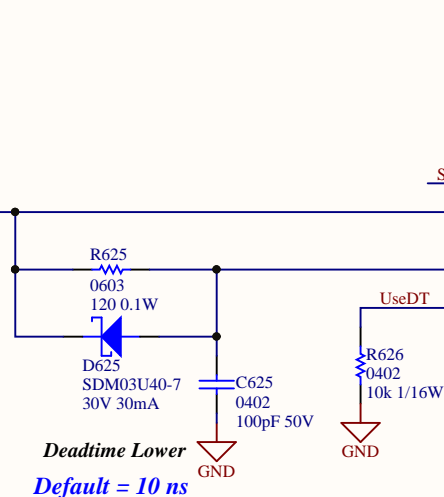 S
R625
0603
120 0.1W
UseDT
D625
SDM03U40-7
30V 30mA
R626
0402
10k 1/16W
C625
0402
100pF 50V
Deadtime Lower
GND
GND
Default = 10 ns